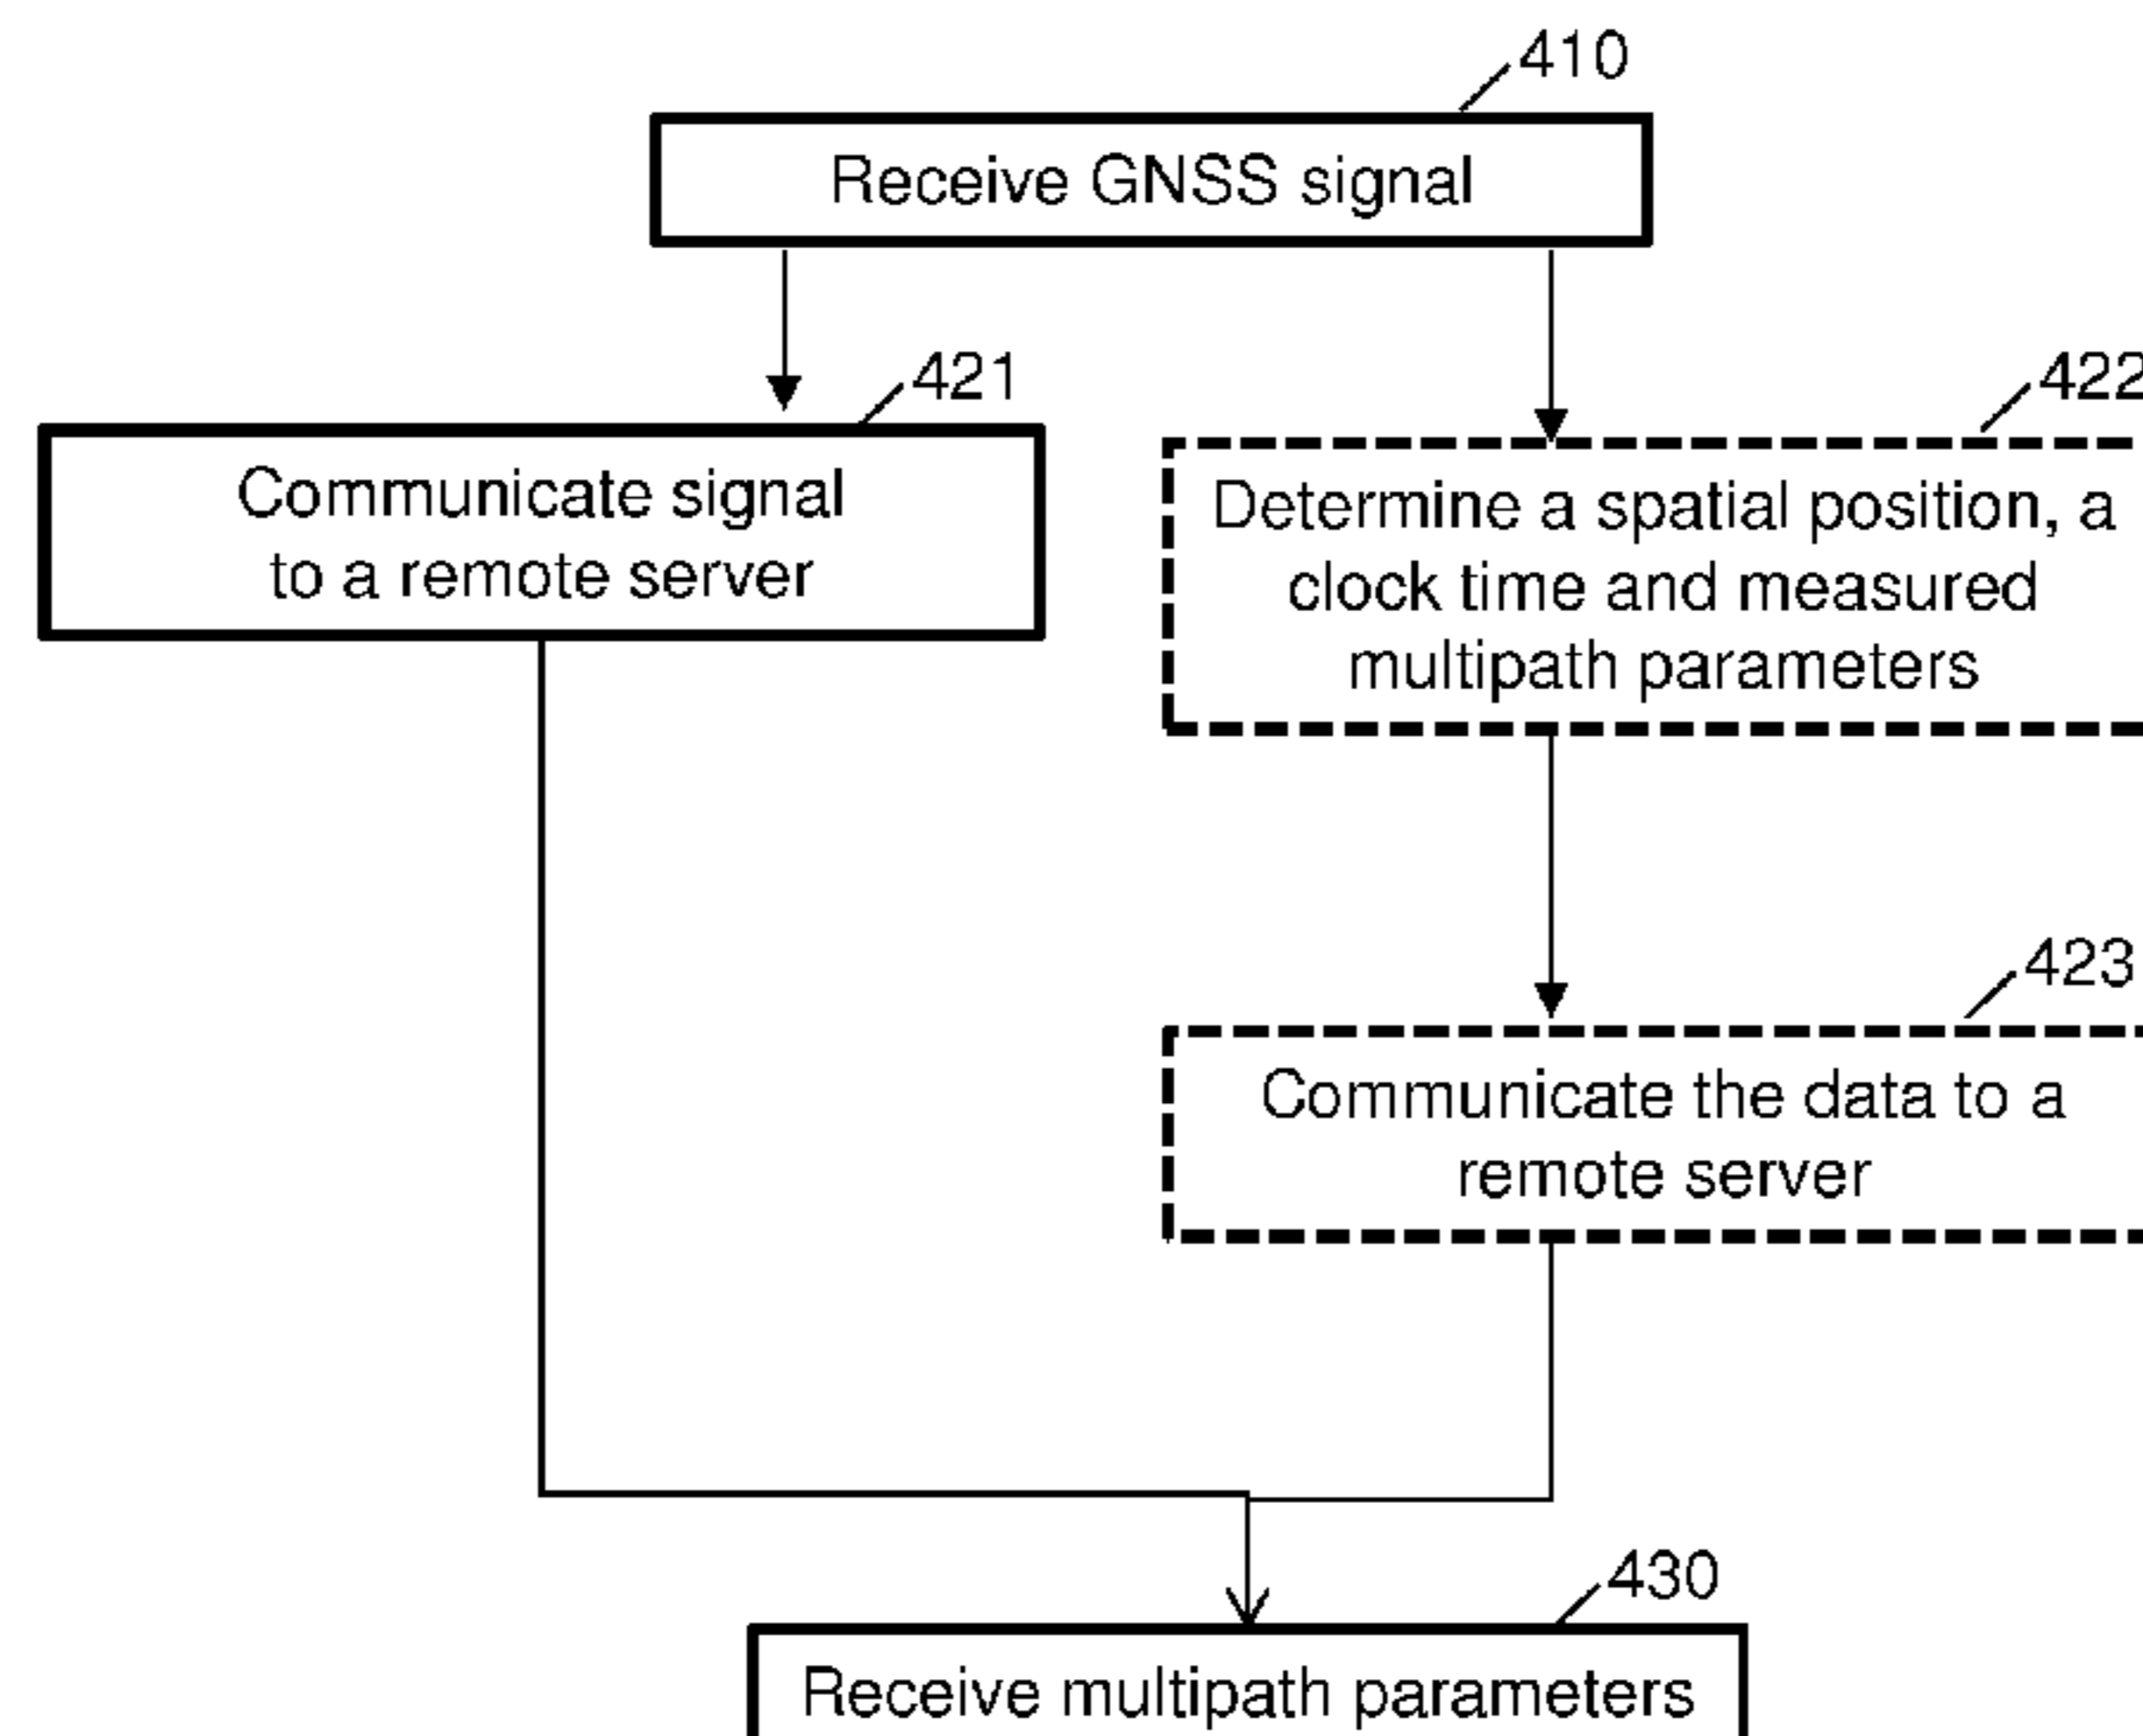 410
Receive GNSS signal
421
Communicate signal
to a remote server
422
Determine a spatial position, a
clock time and measured
multipath parameters
423
Communicate the data to a
remote server
430
Receive multipath parameters